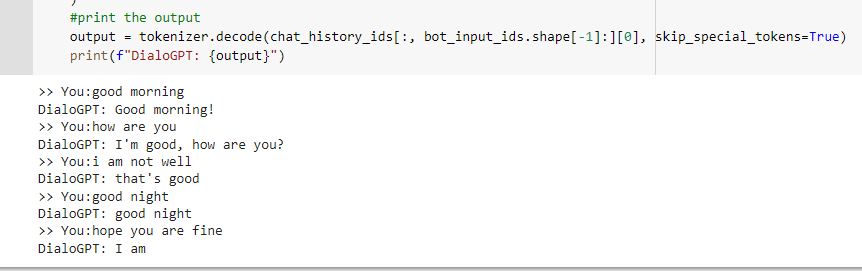 )
#print the output
output = tokenizer.decode(chat_history_ids[:, bot_input_ids.shape[-1]:][0], skip_special_tokens=True)
print(f"DialoGPT: {output}")
>> You:good morning
DialoGPT: Good morning!
>> You:how are you
DialoGPT: I'm good, how are you?
>> You:i am not well
DialoGPT: that's good
>> You:good night
DialoGPT: good night
>> You:hope you are fine
DialoGPT: I am